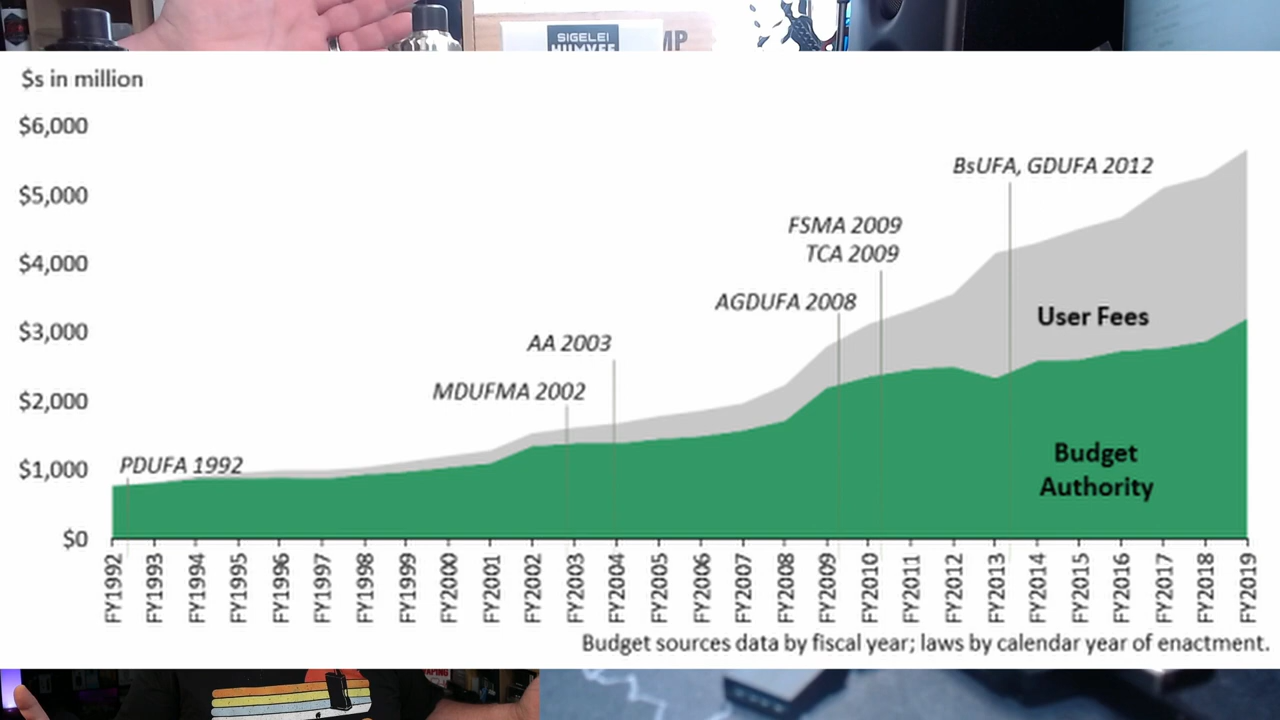 SIGELEI
HUMVEE
MP
$s in million
$6,000
$5,000
$4,000
$3,000
$2,000
$1,000
$0
BsUFA, GDUFA 2012
FSMA 2009
TCA 2009
AGDUFA 2008
AA 2003
MDUFMA 2002
PDUFA 1992
User Fees
Budget
Authority
FY1992
FY1993
FY1994
FY1995
FY1996
FY1997
FY1998
FY1999
FY2000
FY2001
FY2002
FY2003
FY2004
FY2005
FY2006
FY2007
FY2008
FY2009
FY2010
FY2011
FY2012
FY2013
FY2014
FY2015
FY2016
FY2017
FY2018
FY2019
Budget sources data by fiscal year; laws by calendar year of enactment.